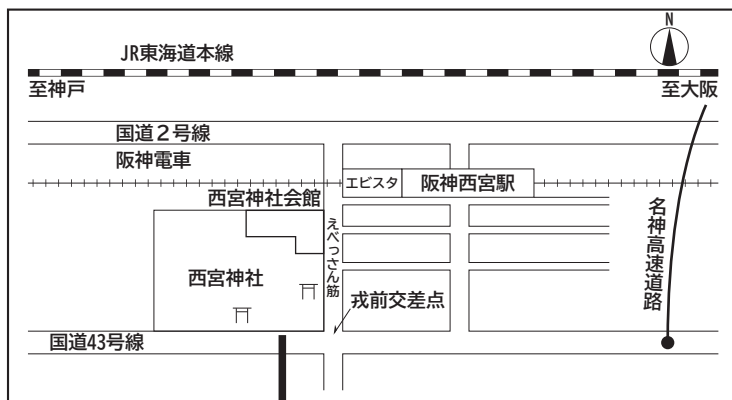 N
JR東海道本線
至神戸
至大阪
国道2号線
阪神電車
エビスタ
阪神西宮駅
西宮神社会館
えべっさん筋
名神高速道路
西宮神社
戎前交差点
国道43号線